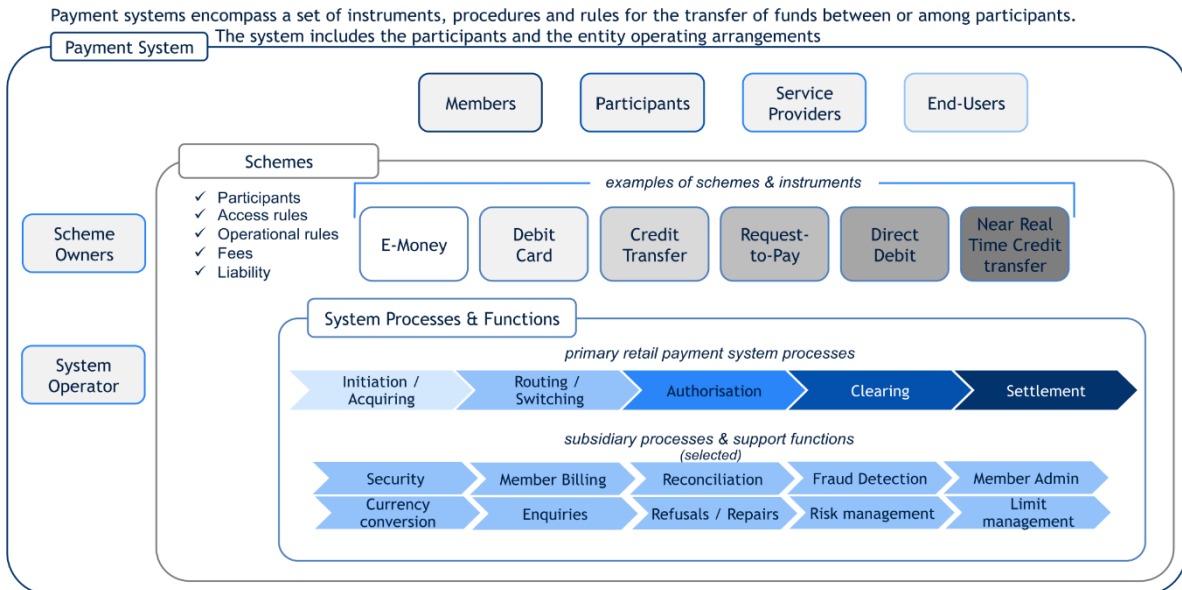 Payment systems encompass a set of instruments, procedures and rules for the transfer of funds between or among participants.
The system includes the participants and the entity operating arrangements
Payment System
Members
Participants
Service
Providers
End-Users
Schemes
✓ Participants
✓ Access rules
✓ Operational rules
✓ Fees
✓ Liability
examples of schemes & instruments
Scheme
Owners
E-Money
Debit
Card
Credit
Transfer
Request-
to-Pay
Direct
Debit
Near Real
Time Credit
transfer
System Processes & Functions
System
Operator
primary retail payment system processes
Initiation /
Acquiring
Routing /
Switching
Authorisation
Clearing
Settlement
subsidiary processes & support functions
(selected)
Security
Member Billing
Reconciliation
Fraud Detection
Member Admin
Currency
conversion
Enquiries
Refusals / Repairs
Risk management
Limit
management